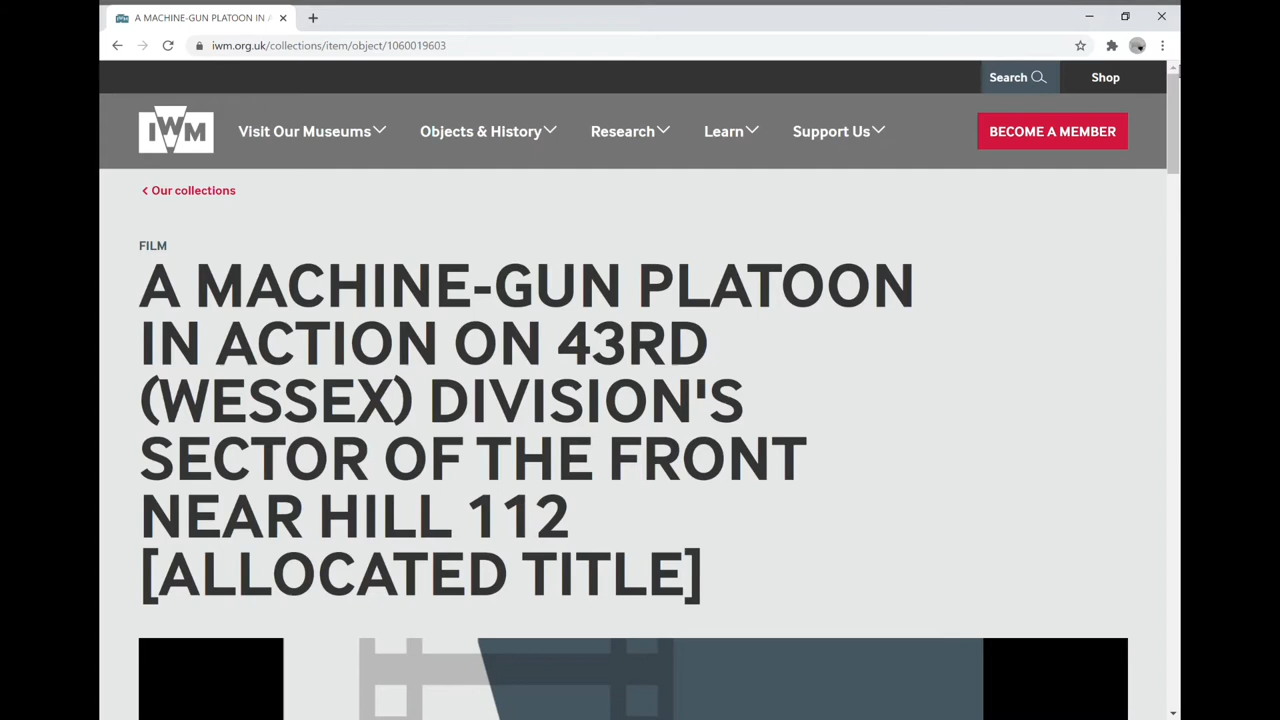 A MACHINE-GUN PLATOON IN A
iwm.org.uk/collections/item/object/1060019603
Search
Shop
IWM
Visit Our Museums
Objects & History
Research
Learn
Support Us
BECOME A MEMBER
< Our collections
FILM
A MACHINE-GUN PLATOON
IN ACTION ON 43RD
(WESSEX) DIVISION'S
SECTOR OF THE FRONT
NEAR HILL 112
[ALLOCATED TITLE]